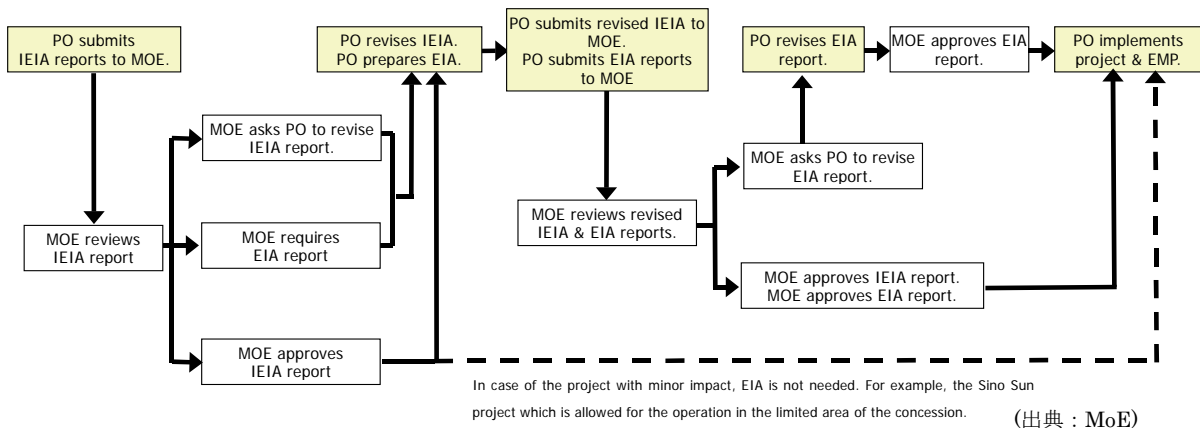 PO submits
IEIA reports to MOE.
PO revises IEIA.
PO prepares EIA.
PO submits revised IEIA to
MOE.
PO submits EIA reports
to MOE
PO revises EIA
report.
MOE approves EIA
report.
PO implements
project & EMP.
MOE asks PO to revise
IEIA report.
MOE asks PO to revise
EIA report.
MOE reviews
IEIA report
MOE requires
EIA report
MOE reviews revised
IEIA & EIA reports.
MOE approves IEIA report.
MOE approves EIA report.
MOE approves
IEIA report
In case of the project with minor impact, EIA is not needed. For example, the Sino Sun
project which is allowed for the operation in the limited area of the concession.
(出典：MoE)